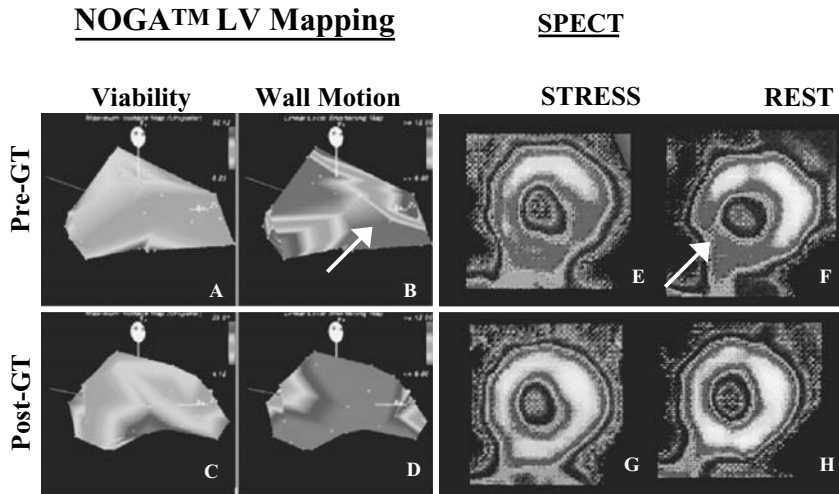 NOGA™ LV Mapping
SPECT
Viability
Wall Motion
STRESS
REST
Pre-GT
A
B
E
F
Post-GT
C
D
G
H